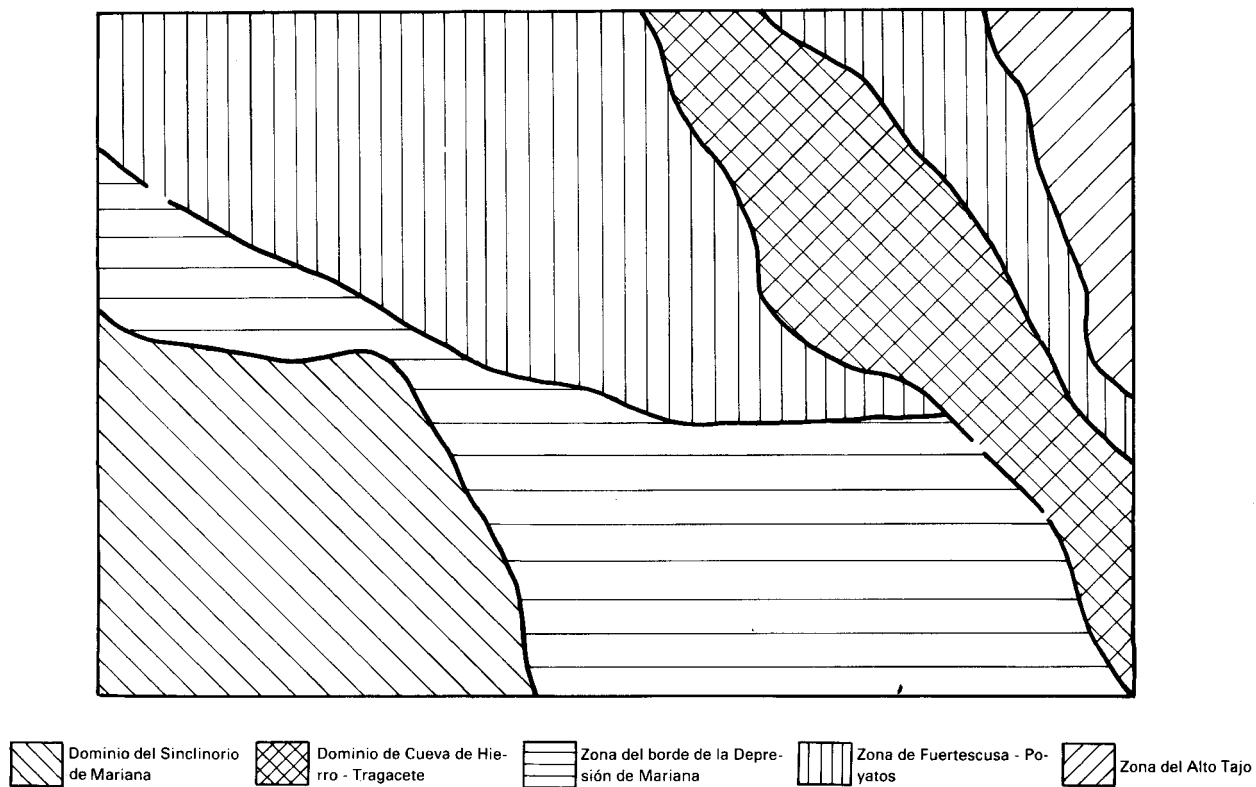 Dominio del Sinclinorio
de Mariana
Dominio de Cueva de Hie-
rro - Tragacete
Zona del borde de la Depre-
sión de Mariana
Zona de Fuertescusa - Po-
yatos
Zona del Alto Tajo